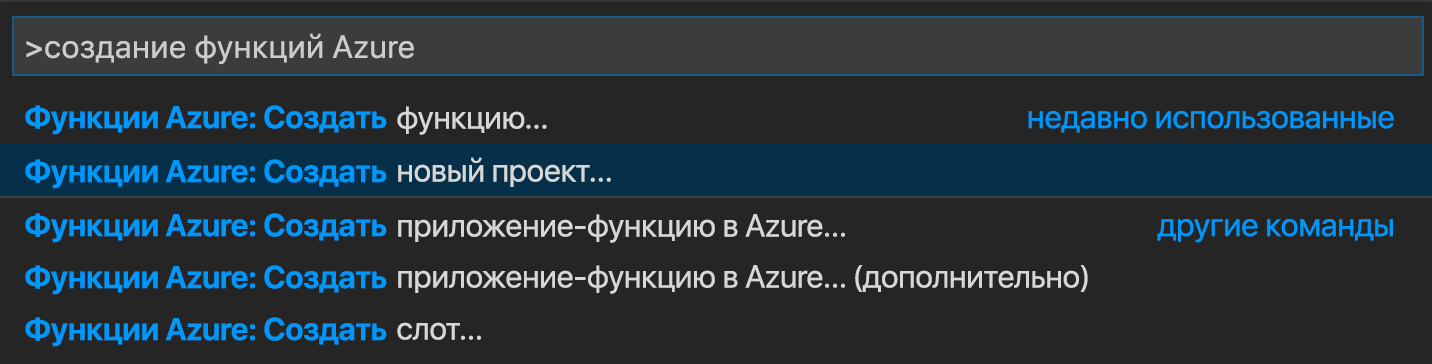 >создание функций Azure
Функции Azure: Создать функцию... недавно использованные
Функции Azure: Создать новый проект...
Функции Azure: Создать приложение-функцию в Azure... другие команды
Функции Azure: Создать приложение-функцию в Azure... (дополнительно)
Функции Azure: Создать слот...